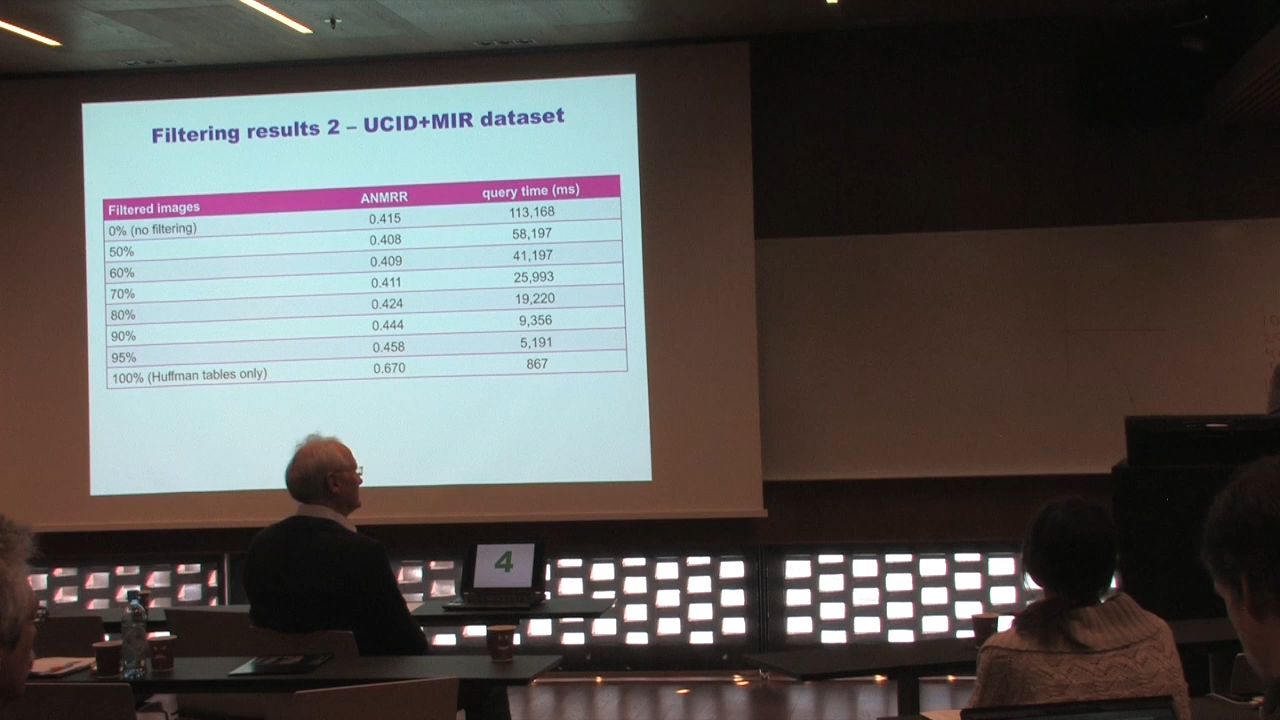 Filtering results 2 – UCID+MIR dataset
Filtered images ANMRR query time (ms)
0% (no filtering) 0.415 113,168
50% 0.408 58,197
60% 0.409 41,197
70% 0.411 25,993
80% 0.424 19,220
90% 0.444 9,356
95% 0.458 5,191
100% (Huffman tables only) 0.670 867
4